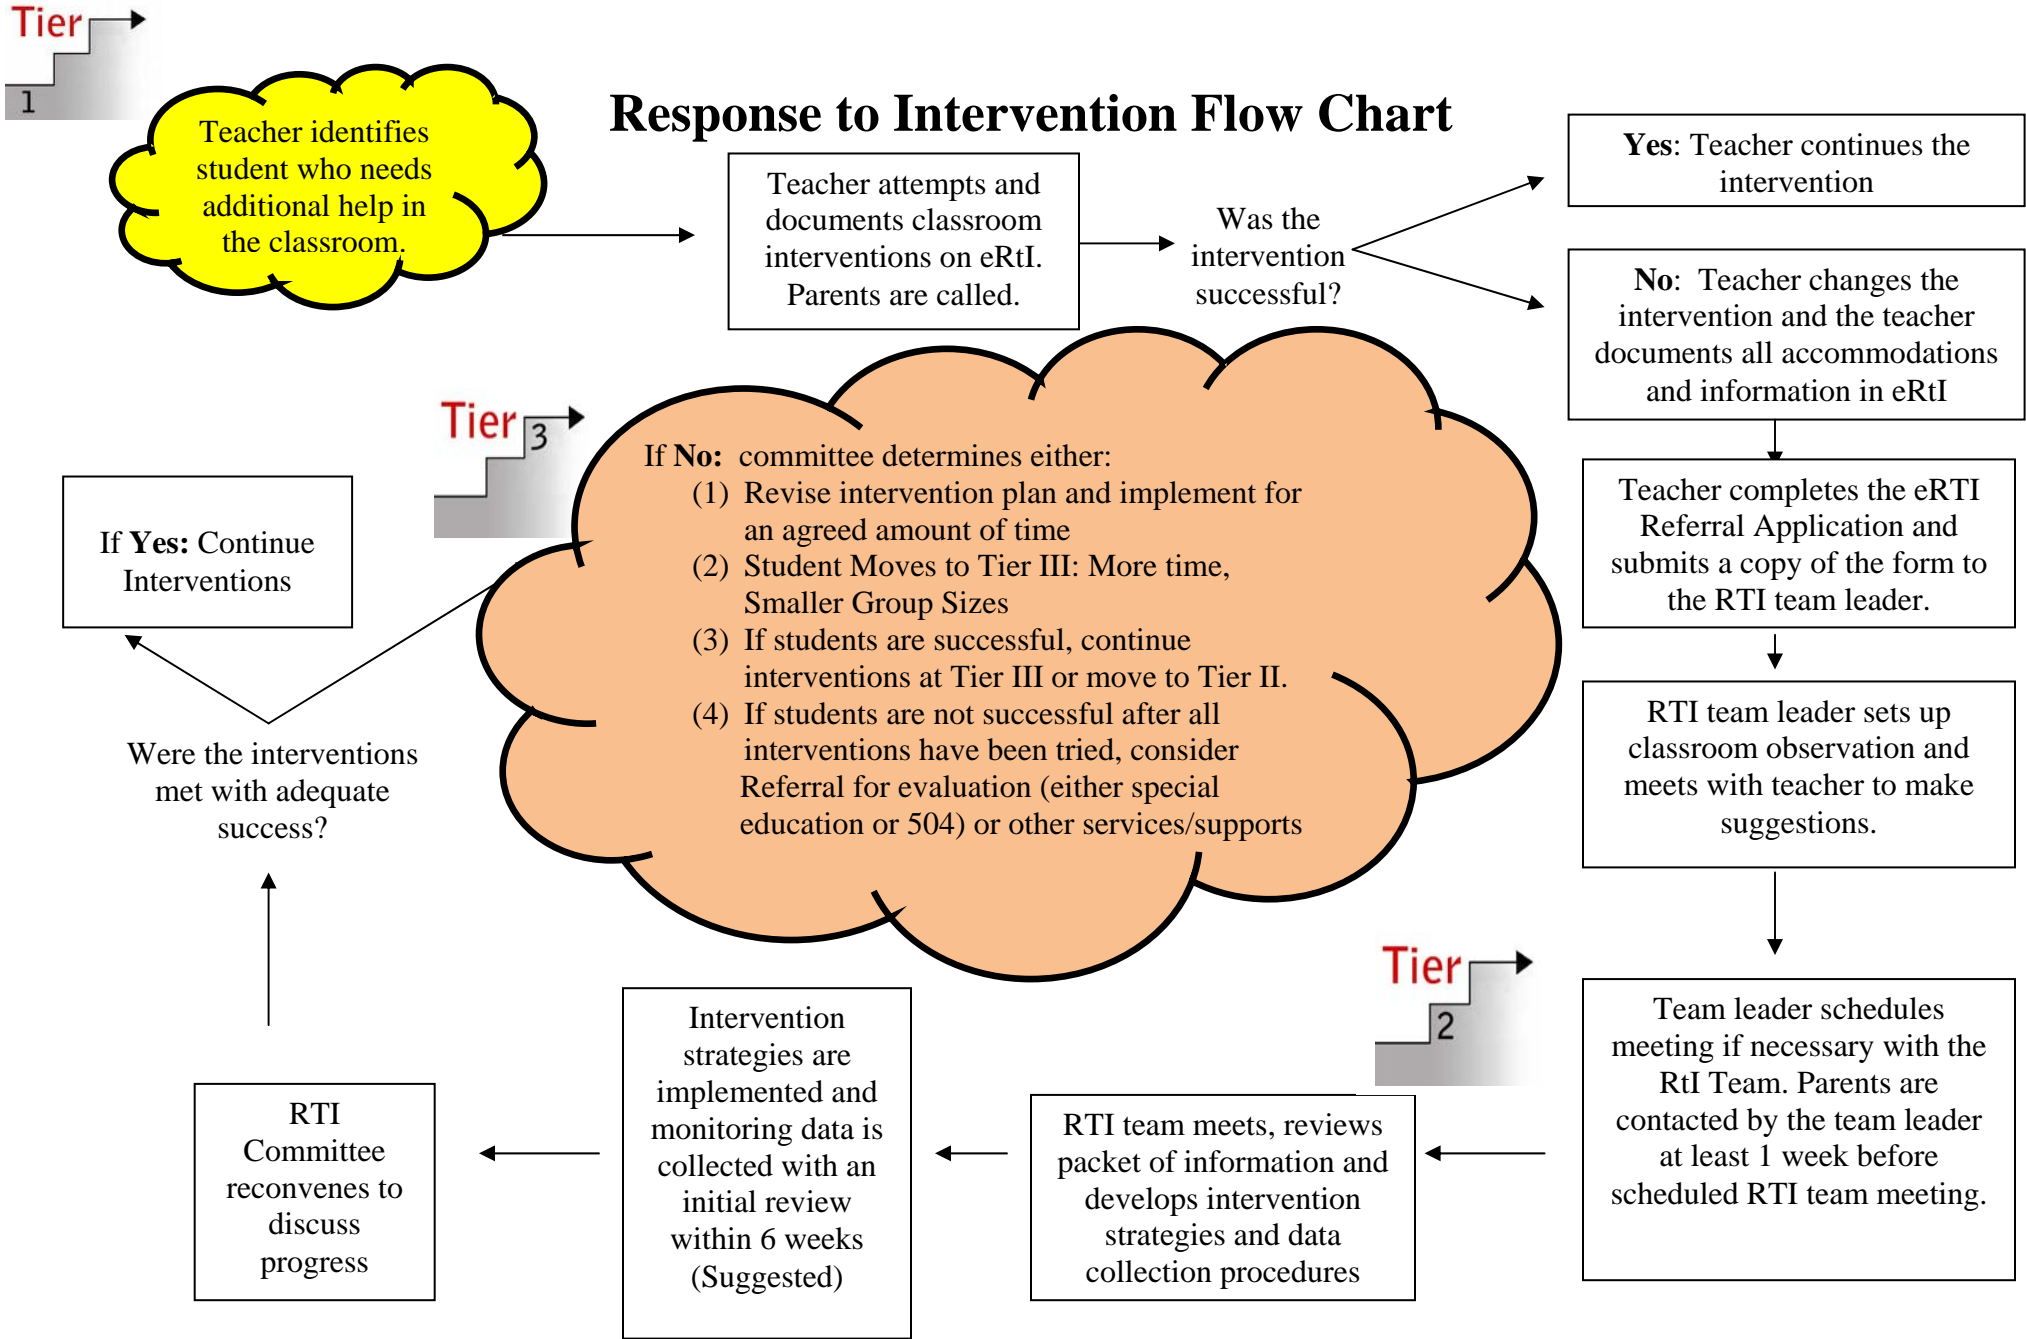 Tier
1
Response to Intervention Flow Chart
Teacher identifies
student who needs
additional help in
the classroom.
Teacher attempts and
documents classroom
interventions on eRtI.
Parents are called.
Was the
intervention
successful?
Yes: Teacher continues the
intervention
No:  Teacher changes the
intervention and the teacher
documents all accommodations
and information in eRtI
Teacher completes the eRTI
Referral Application and
submits a copy of the form to
the RTI team leader.
RTI team leader sets up
classroom observation and
meets with teacher to make
suggestions.
Team leader schedules
meeting if necessary with the
RtI Team. Parents are
contacted by the team leader
at least 1 week before
scheduled RTI team meeting.
Tier
2
RTI team meets, reviews
packet of information and
develops intervention
strategies and data
collection procedures
Intervention
strategies are
implemented and
monitoring data is
collected with an
initial review
within 6 weeks
(Suggested)
RTI
Committee
reconvenes to
discuss
progress
Were the interventions
met with adequate
success?
If Yes: Continue
Interventions
Tier
3
If No:  committee determines either:
(1) Revise intervention plan and implement for
an agreed amount of time
(2) Student Moves to Tier III: More time,
Smaller Group Sizes
(3) If students are successful, continue
interventions at Tier III or move to Tier II.
(4) If students are not successful after all
interventions have been tried, consider
Referral for evaluation (either special
education or 504) or other services/supports